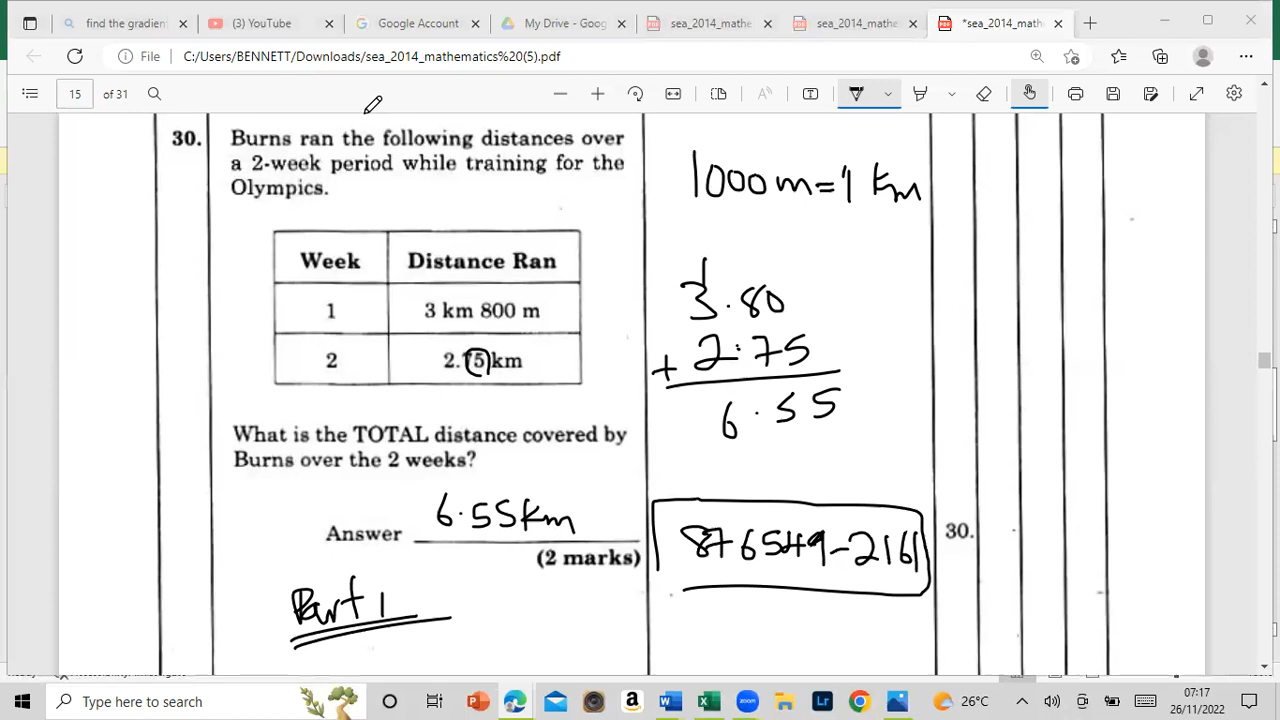 find the gradien
(3) YouTube
Google Account
My Drive - Goog
sea_2014_mathe
sea_2014_mathe
*sea_2014_math
File
C:/Users/BENNETT/Downloads/sea_2014_mathematics%20(5).pdf
15 of 31
30. Burns ran the following distances over
a 2-week period while training for the
Olympics.
Week Distance Ran
1 3 km 800 m
2 2.75 km
What is the TOTAL distance covered by
Burns over the 2 weeks?
Answer 6.55km
(2 marks)
Part 1
1000m=1 km
1
3.80
+ 2.75
6.55
876549-2161
30.
Type here to search
26°C
07:17
26/11/2022